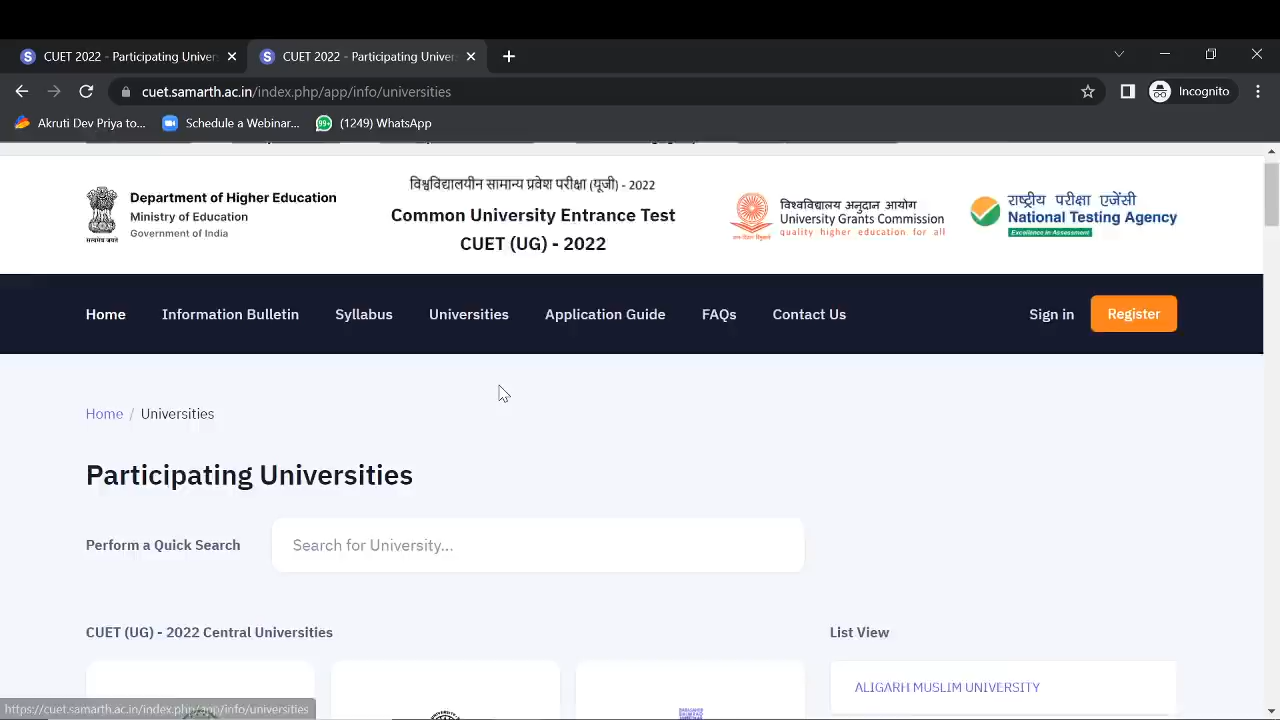 CUET 2022 - Participating Univer
CUET 2022 - Participating Univer
cuet.samarth.ac.in/index.php/app/info/universities
Incognito
Akruti Dev Priya to...
Schedule a Webinar...
99+
(1249) WhatsApp
सत्यमेव जयते
Department of Higher Education
Ministry of Education
Government of India
विश्वविद्यालयीन सामान्य प्रवेश परीक्षा (यूजी) - 2022
Common University Entrance Test
CUET (UG) - 2022
विश्वविद्यालय अनुदान आयोग
University Grants Commission
quality higher education for all
राष्ट्रीय परीक्षा एजेंसी
National Testing Agency
Excellence in Assessment
Home
Information Bulletin
Syllabus
Universities
Application Guide
FAQs
Contact Us
Sign in
Register
Home / Universities
Participating Universities
Perform a Quick Search
Search for University...
CUET (UG) - 2022 Central Universities
List View
ALIGARH MUSLIM UNIVERSITY
https://cuet.samarth.ac.in/index.php/app/info/universities